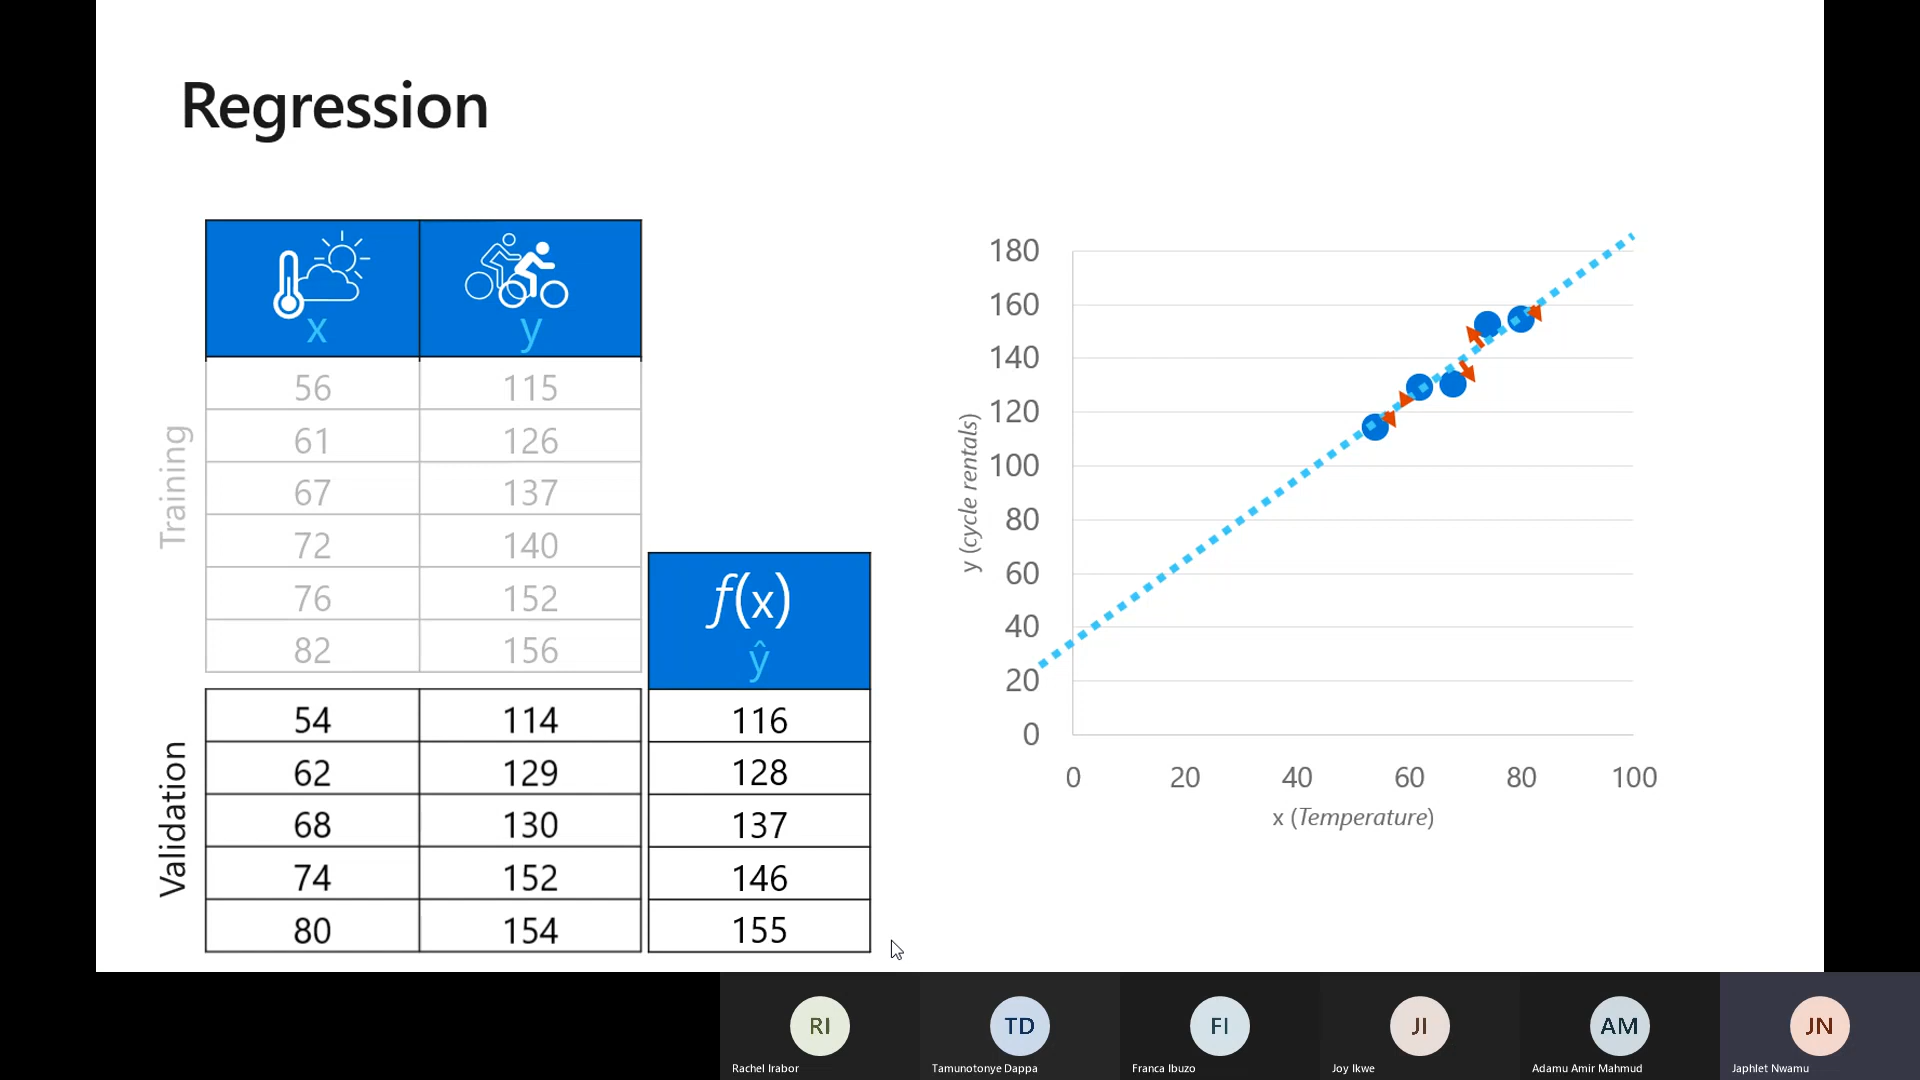 Regression
x y
Training
56 115
61 126
67 137
72 140
76 152
82 156
f(x)
ŷ
Validation
54 114 116
62 129 128
68 130 137
74 152 146
80 154 155
y (cycle rentals)
180
160
140
120
100
80
60
40
20
0
0 20 40 60 80 100
x (Temperature)
RI TD FI JI AM JN
Rachel Irabor Tamunotonye Dappa Franca Ibuzo Joy Ikwe Adamu Amir Mahmud Japhlet Nwamu